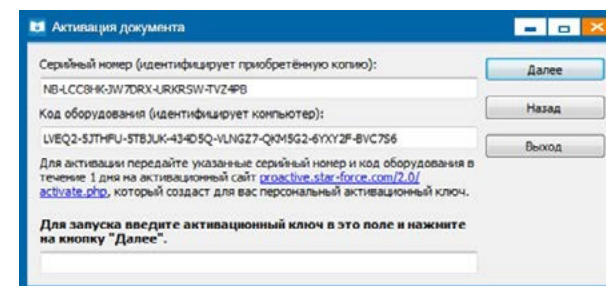 Активация документа
Серийный номер (идентифицирует приобретённую копию):
Далее
NB-LCC8HK-JW7DRX-URKRSW-TVZ4PB
Код оборудования (идентифицирует компьютер):
Назад
LVEQ2-5JTHFU-5TBJUK-434D5Q-VLNGZ7-QKM5G2-6YXY2F-BVC7S6
Выход
Для активации передайте указанные серийный номер и код оборудования в
течение 1 дня на активационный сайт proactive.star-force.com/2.0/
activate.php, который создаст для вас персональный активационный ключ.
Для запуска введите активационный ключ в это поле и нажмите
на кнопку "Далее".